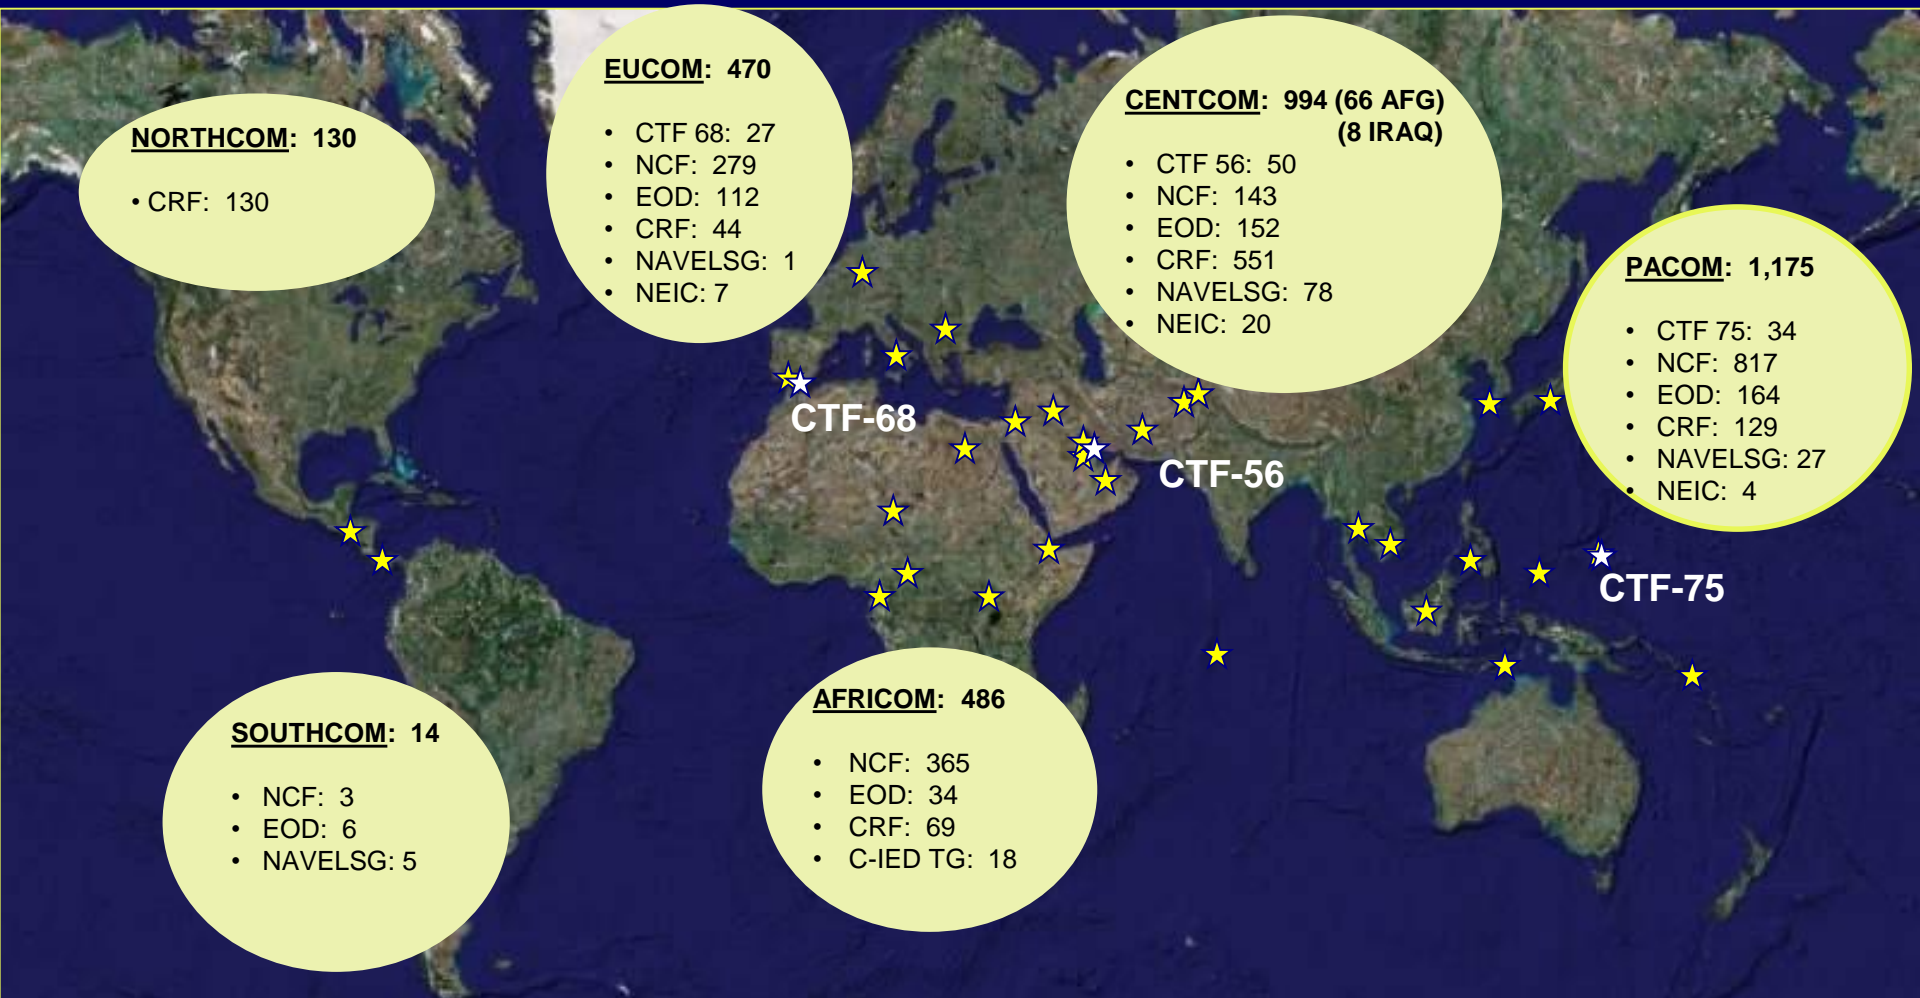 NORTHCOM: 130
• CRF: 130
EUCOM: 470
• CTF 68: 27
• NCF: 279
• EOD: 112
• CRF: 44
• NAVELSG: 1
• NEIC: 7
CENTCOM: 994 (66 AFG)
(8 IRAQ)
• CTF 56: 50
• NCF: 143
• EOD: 152
• CRF: 551
• NAVELSG: 78
• NEIC: 20
PACOM: 1,175
• CTF 75: 34
• NCF: 817
• EOD: 164
• CRF: 129
• NAVELSG: 27
• NEIC: 4
CTF-68
CTF-56
CTF-75
SOUTHCOM: 14
• NCF: 3
• EOD: 6
• NAVELSG: 5
AFRICOM: 486
• NCF: 365
• EOD: 34
• CRF: 69
• C-IED TG: 18